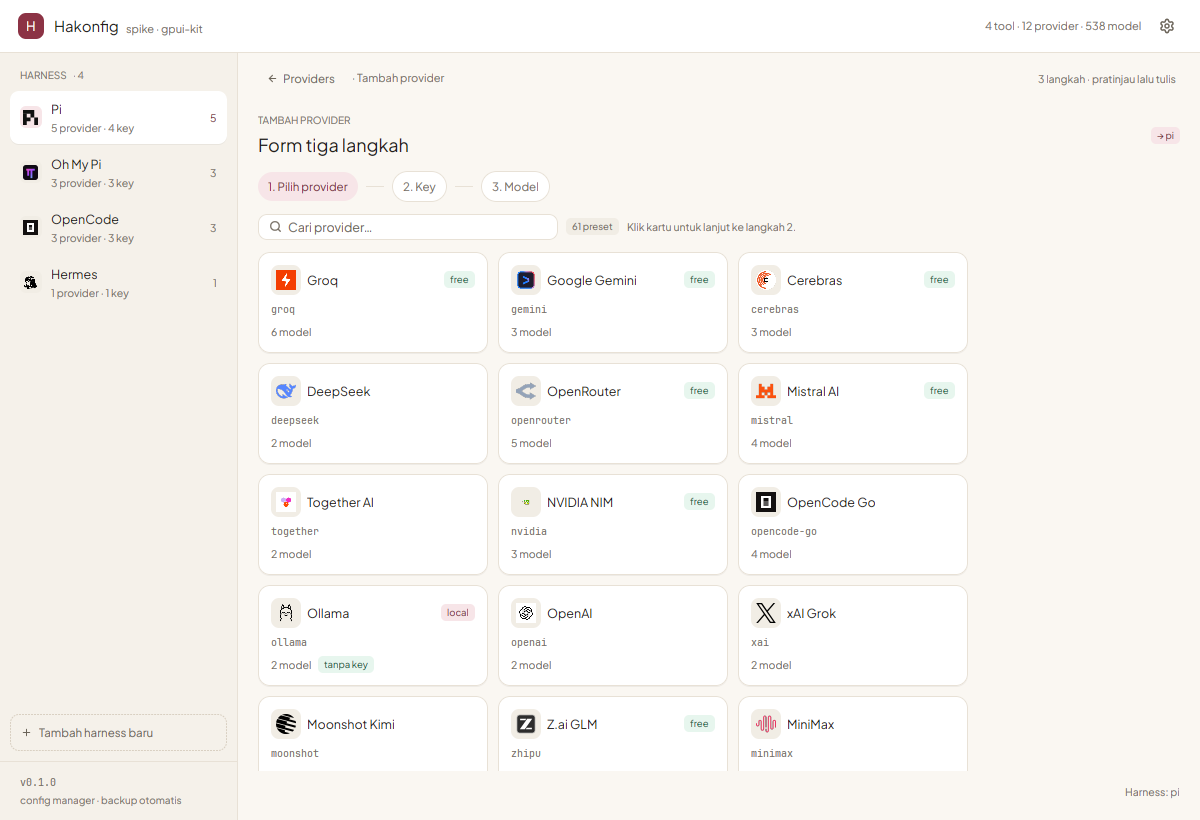 H Hakonfig spike · gpui-kit
4 tool · 12 provider · 538 model
HARNESS · 4
Pi
5 provider · 4 key
5
Oh My Pi
3 provider · 3 key
3
OpenCode
3 provider · 3 key
3
Hermes
1 provider · 1 key
1
+ Tambah harness baru
v0.1.0
config manager · backup otomatis
← Providers · Tambah provider
3 langkah · pratinjau lalu tulis
TAMBAH PROVIDER
Form tiga langkah
→ pi
1. Pilih provider
2. Key
3. Model
Cari provider...
61 preset
Klik kartu untuk lanjut ke langkah 2.
Groq
free
groq
6 model
Google Gemini
free
gemini
3 model
Cerebras
free
cerebras
3 model
DeepSeek
deepseek
2 model
OpenRouter
free
openrouter
5 model
Mistral AI
free
mistral
4 model
Together AI
together
2 model
NVIDIA NIM
free
nvidia
3 model
OpenCode Go
opencode-go
4 model
Ollama
local
ollama
2 model
tanpa key
OpenAI
openai
2 model
xAI Grok
xai
2 model
Moonshot Kimi
moonshot
Z.ai GLM
free
zhipu
MiniMax
minimax
Harness: pi